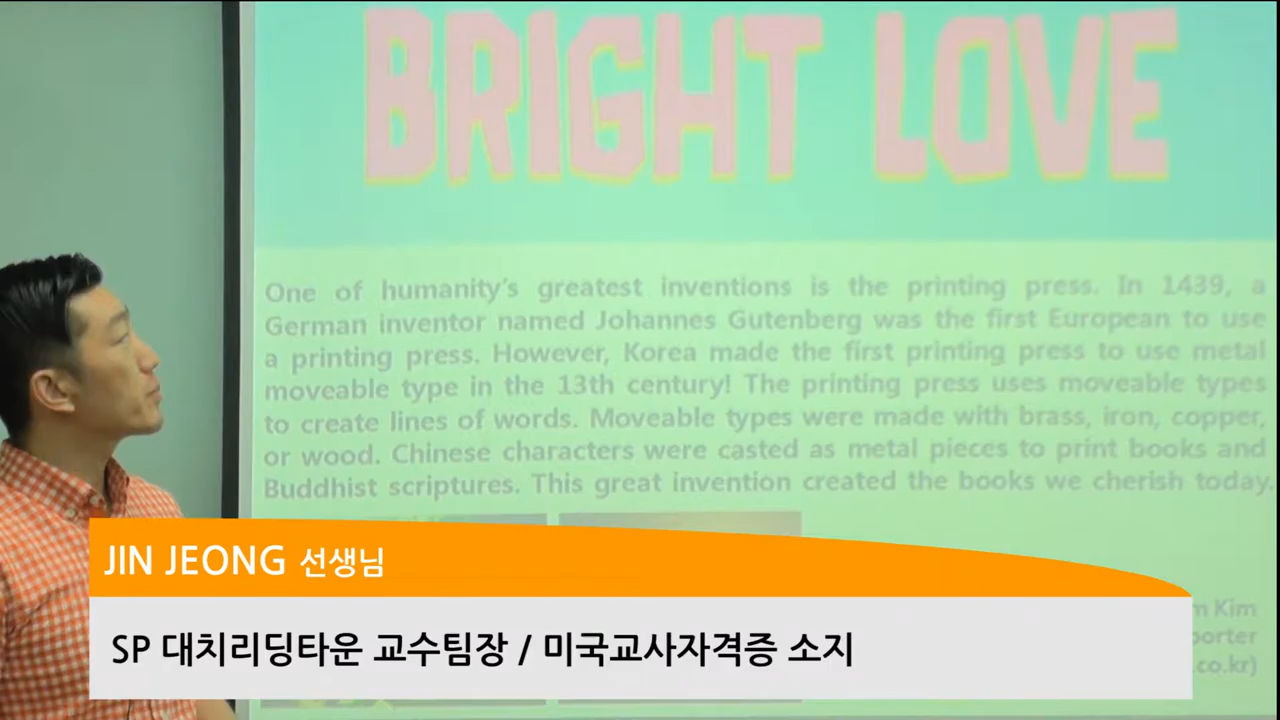 BRIGHT LOVE
One of humanity's greatest inventions is the printing press. In 1439, a
German inventor named Johannes Gutenberg was the first European to use
a printing press. However, Korea made the first printing press to use metal
moveable type in the 13th century! The printing press uses moveable types
to create lines of words. Moveable types were made with brass, iron, copper,
or wood. Chinese characters were casted as metal pieces to print books and
Buddhist scriptures. This great invention created the books we cherish today.
JIN JEONG 선생님
Kim
.co.kr)
SP 대치리딩타운 교수팀장 / 미국교사자격증 소지